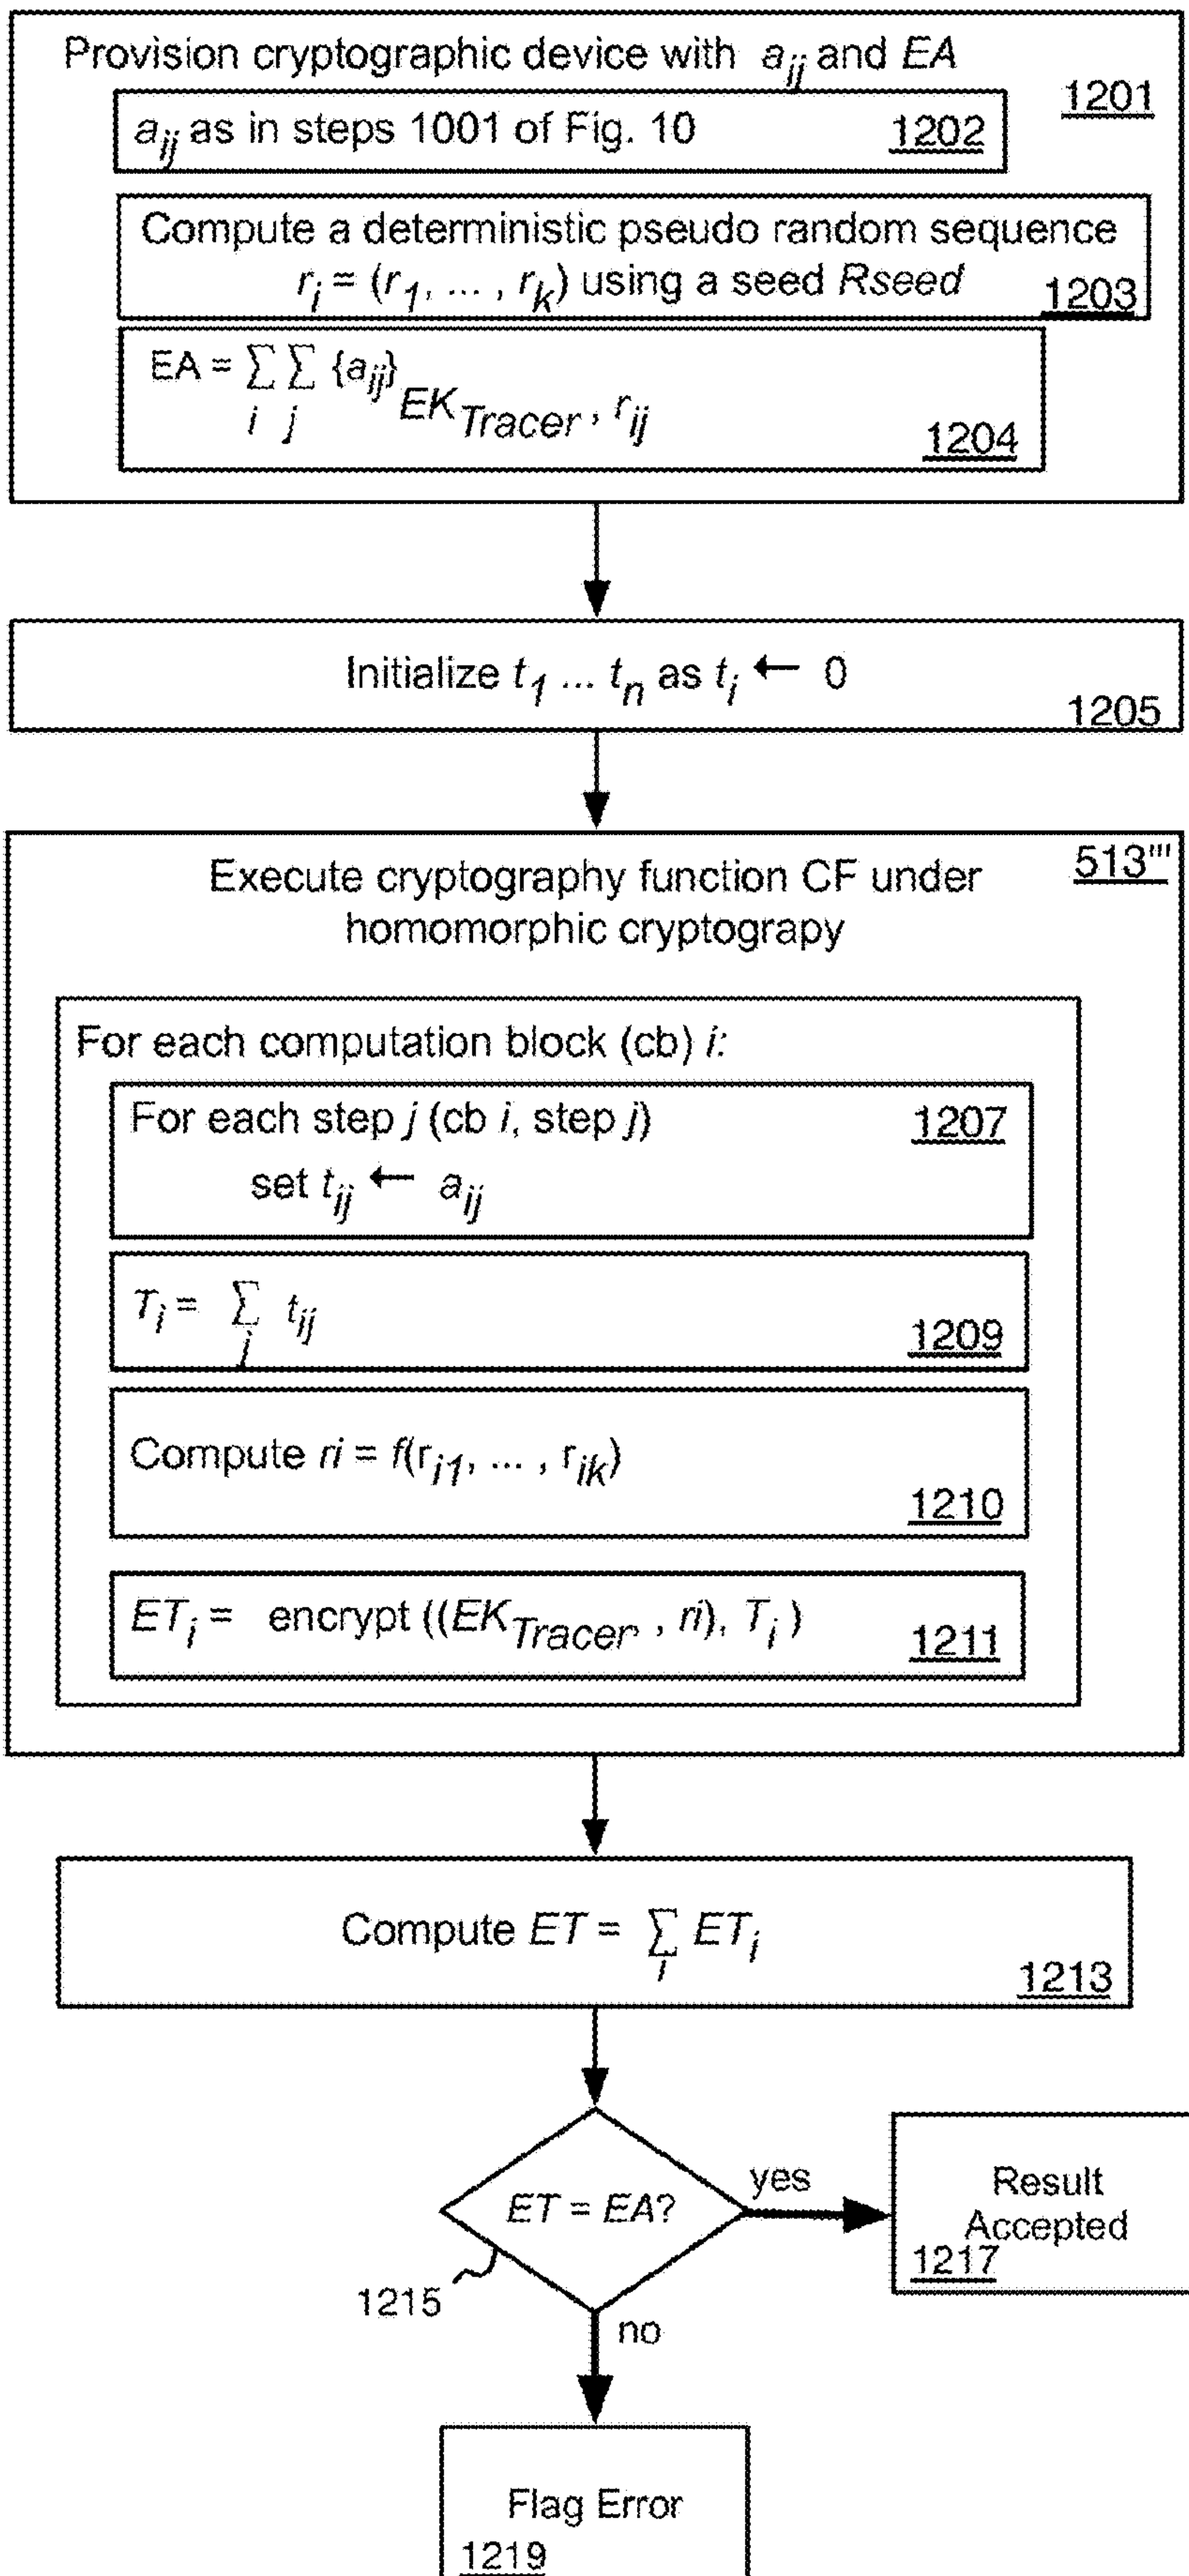 Provision cryptographic device with a_ij and EA
1201
a_ij as in steps 1001 of Fig. 10 1202
Compute a deterministic pseudo random sequence
r_i = (r_1, ... , r_k) using a seed Rseed 1203
EA = Σ_i Σ_j {a_ij} EK_Tracer , r_ij
1204
Initialize t_1 ... t_n as t_i ← 0
1205
513'''
Execute cryptography function CF under
homomorphic cryptograpy
For each computation block (cb) i:
For each step j (cb i, step j) 1207
set t_ij ← a_ij
T_i = Σ_j t_ij
1209
Compute ri = f(r_i1, ... , r_ik)
1210
ET_i = encrypt ((EK_Tracer , ri), T_i )
1211
Compute ET = Σ_i ET_i
1213
ET = EA?
yes
1215
no
Result
Accepted
1217
Flag Error
1219